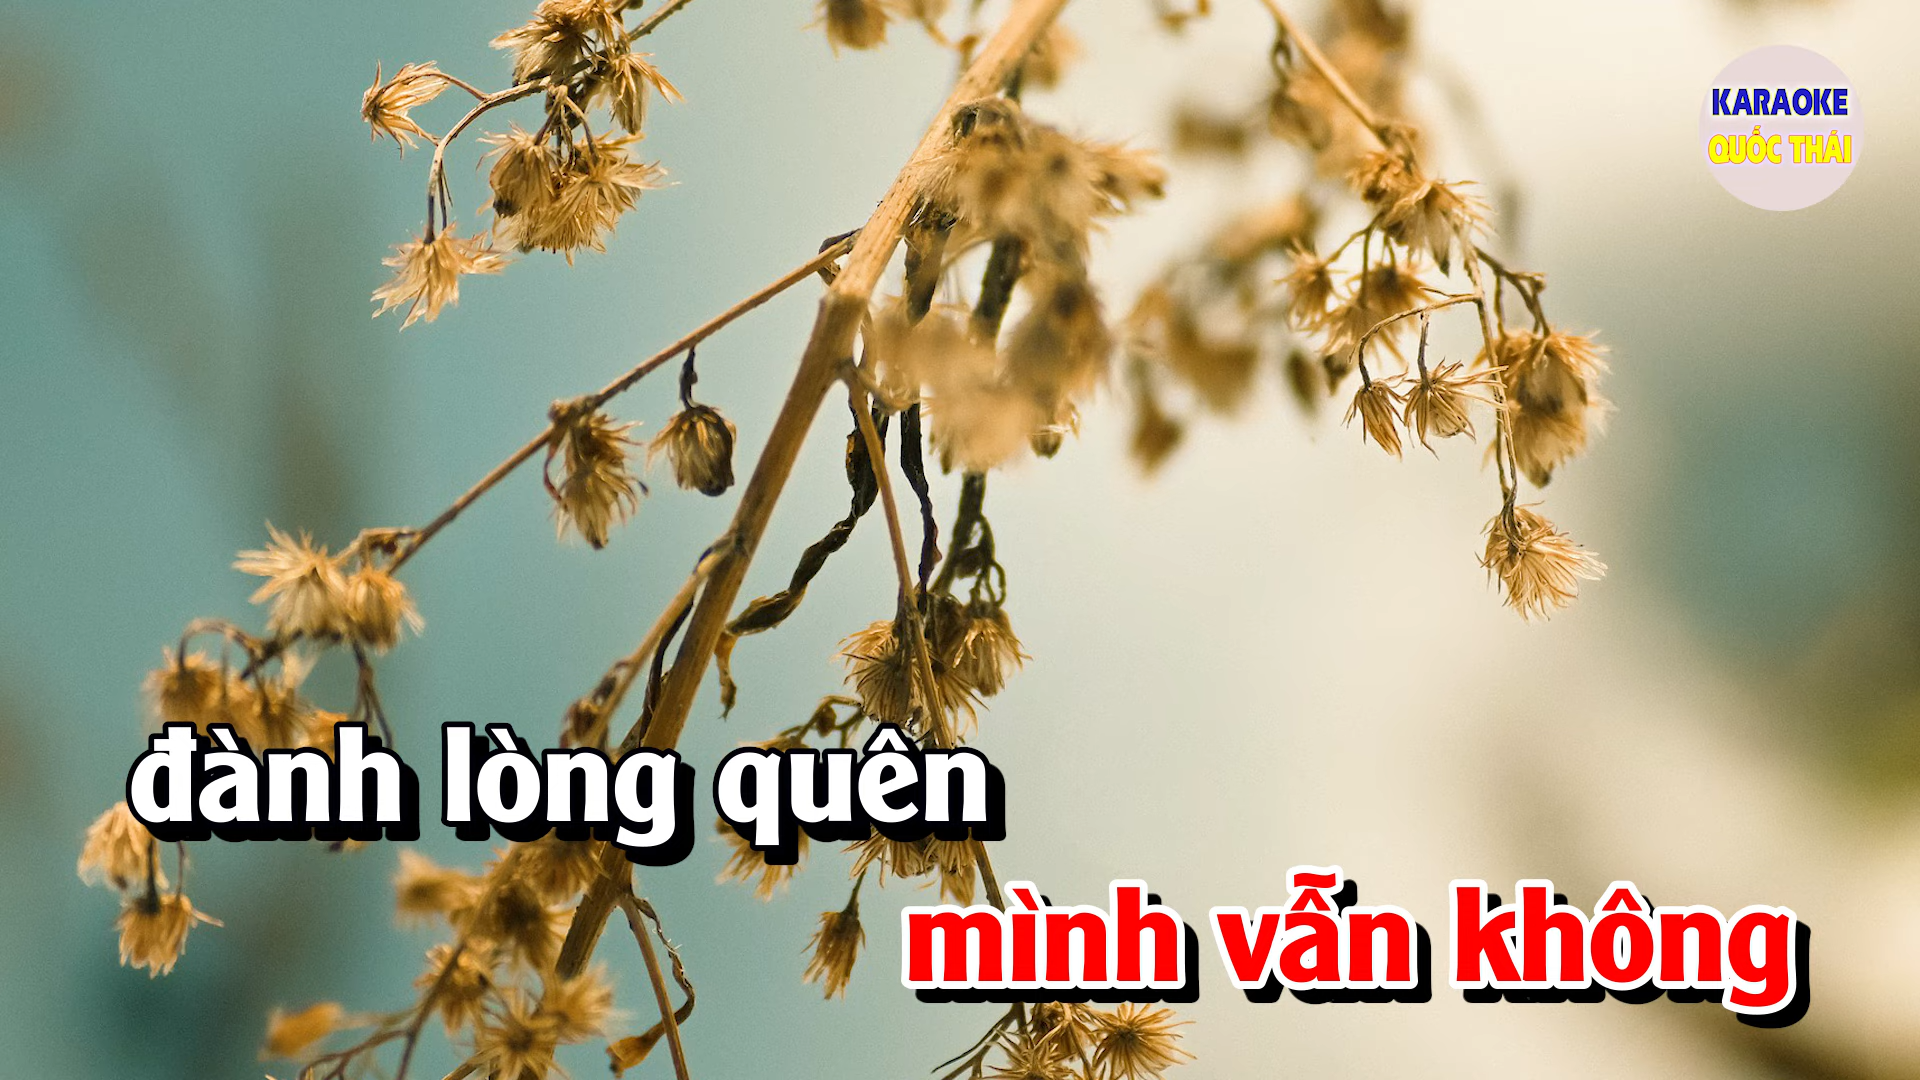 KARAOKE
QUỐC THÁI
đành lòng quên
mình vẫn không